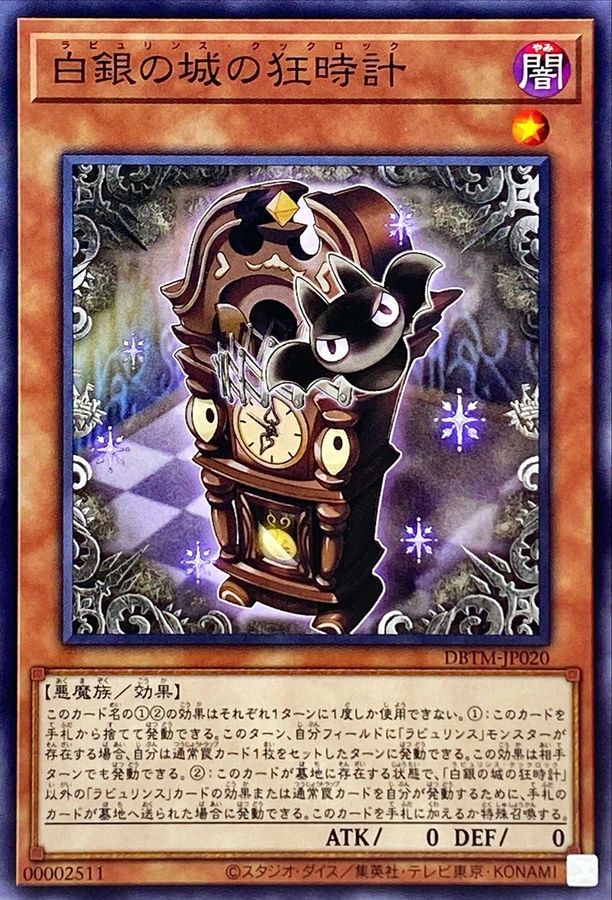 ラビュリンス・クックロック
白銀の城の狂時計
やみ
闇
DBTM-JP020
【悪魔族/効果】
このカード名の①②の効果はそれぞれ1ターンに1度しか使用できない。①:このカードを
手札から捨てて発動できる。このターン、自分フィールドに「ラビュリンス」モンスターが
存在する場合、自分は通常罠カード1枚をセットしたターンに発動できる。この効果は相手
ターンでも発動できる。②:このカードが墓地に存在する状態で、「白銀の城の狂時計」
以外の「ラビュリンス」カードの効果または通常罠カードを自分が発動するために、手札の
カードが墓地へ送られた場合に発動できる。このカードを手札に加えるか特殊召喚する。
ATK/ 0 DEF/ 0
00002511 ©スタジオ・ダイス/集英社・テレビ東京・KONAMI